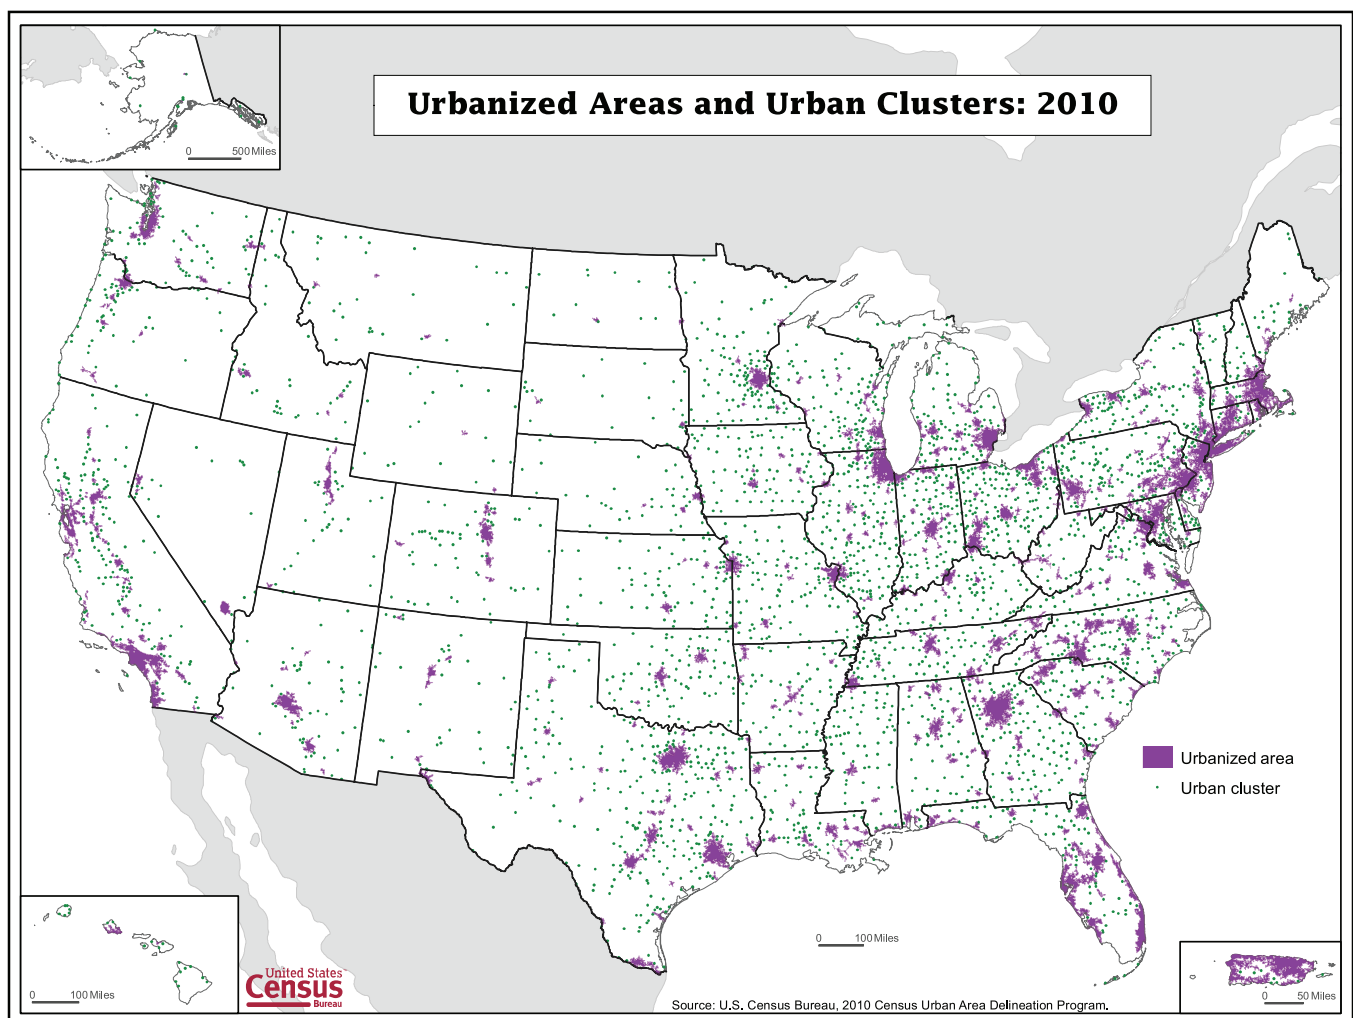 Urbanized Areas and Urban Clusters: 2010
0 500 Miles
Urbanized area
Urban cluster
0 100 Miles
United States
Census
Bureau
0 100 Miles
0 50 Miles
Source: U.S. Census Bureau, 2010 Census Urban Area Delineation Program.